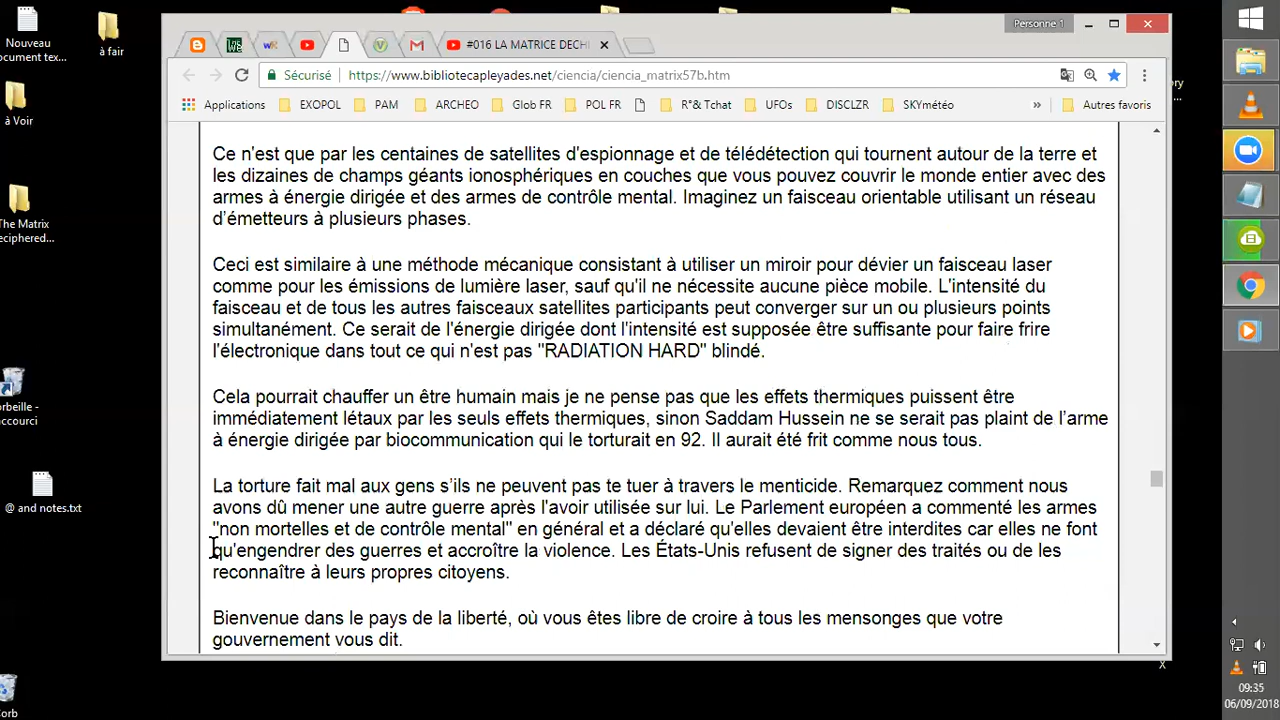 Nouveau
ocument tex...
à fair
à Voir
The Matrix
eciphered...
orbeille -
accourci
@ and notes.txt
Corb
Personne 1
#016 LA MATRICE DECHI
Sécurisé
https://www.bibliotecapleyades.net/ciencia/ciencia_matrix57b.htm
Applications EXOPOL PAM ARCHEO Glob FR POL FR R°& Tchat UFOs DISCLZR SKYmétéo » Autres favoris
Ce n'est que par les centaines de satellites d'espionnage et de télédétection qui tournent autour de la terre et
les dizaines de champs géants ionosphériques en couches que vous pouvez couvrir le monde entier avec des
armes à énergie dirigée et des armes de contrôle mental. Imaginez un faisceau orientable utilisant un réseau
d'émetteurs à plusieurs phases.
Ceci est similaire à une méthode mécanique consistant à utiliser un miroir pour dévier un faisceau laser
comme pour les émissions de lumière laser, sauf qu'il ne nécessite aucune pièce mobile. L'intensité du
faisceau et de tous les autres faisceaux satellites participants peut converger sur un ou plusieurs points
simultanément. Ce serait de l'énergie dirigée dont l'intensité est supposée être suffisante pour faire frire
l'électronique dans tout ce qui n'est pas "RADIATION HARD" blindé.
Cela pourrait chauffer un être humain mais je ne pense pas que les effets thermiques puissent être
immédiatement létaux par les seuls effets thermiques, sinon Saddam Hussein ne se serait pas plaint de l'arme
à énergie dirigée par biocommunication qui le torturait en 92. Il aurait été frit comme nous tous.
La torture fait mal aux gens s'ils ne peuvent pas te tuer à travers le menticide. Remarquez comment nous
avons dû mener une autre guerre après l'avoir utilisée sur lui. Le Parlement européen a commenté les armes
"non mortelles et de contrôle mental" en général et a déclaré qu'elles devaient être interdites car elles ne font
qu'engendrer des guerres et accroître la violence. Les États-Unis refusent de signer des traités ou de les
reconnaître à leurs propres citoyens.
Bienvenue dans le pays de la liberté, où vous êtes libre de croire à tous les mensonges que votre
gouvernement vous dit.
09:35
06/09/2018